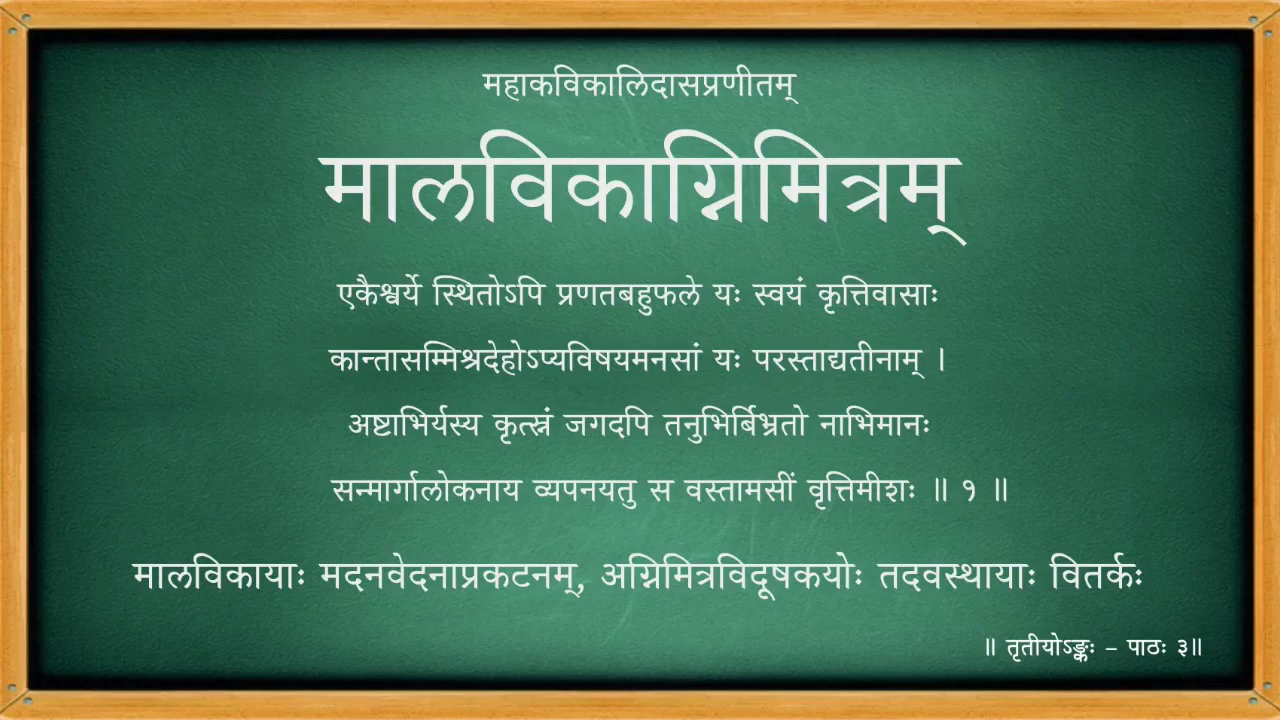 महाकविकालिदासप्रणीतम्
मालविकाग्निमित्रम्
एकैश्वर्ये स्थितोऽपि प्रणतबहुफले यः स्वयं कृत्तिवासाः
कान्तासम्मिश्रदेहोऽप्यविषयमनसां यः परस्ताद्यतीनाम् ।
अष्टाभिर्यस्य कृत्स्नं जगदपि तनुभिर्बिभ्रतो नाभिमानः
सन्मार्गालोकनाय व्यपनयतु स वस्तामसीं वृत्तिमीशः ॥ १ ॥
मालविकायाः मदनवेदनाप्रकटनम्, अग्निमित्रविदूषकयोः तदवस्थायाः वितर्कः
॥ तृतीयोऽङ्कः – पाठः ३॥